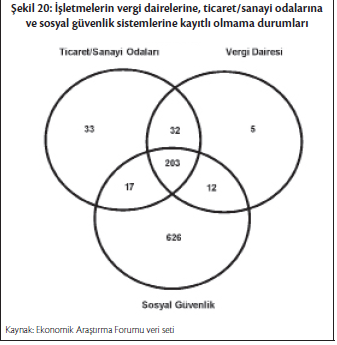 Şekil 20: İşletmelerin vergi dairelerine, ticaret/sanayi odalarına
ve sosyal güvenlik sistemlerine kayıtlı olmama durumları
Ticaret/Sanayi Odaları
Vergi Dairesi
33
32
5
203
17
12
626
Sosyal Güvenlik
Kaynak: Ekonomik Araştırma Forumu veri seti